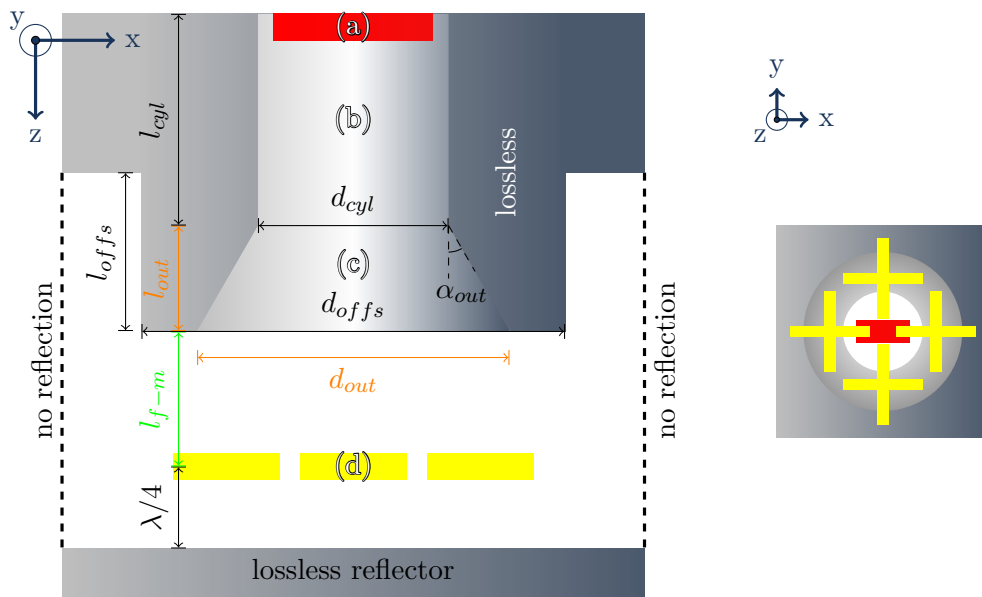 y
x
z
(a)
l_cyl
(b)
lossless
y
x
z
d_cyl
l_offs
l_out
(c)
α_out
d_offs
no reflection
d_out
l_f−m
no reflection
(d)
λ/4
lossless reflector